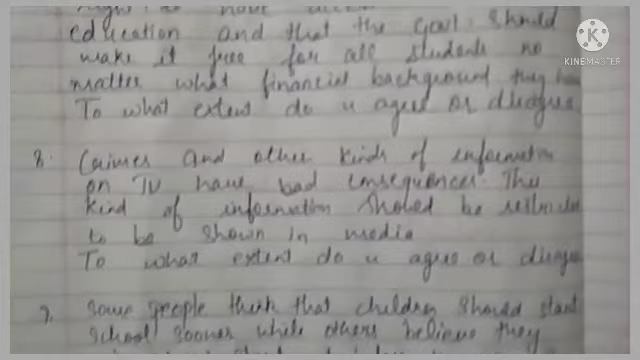 education and that the Govt. should
make it free for all students no
matter what financial background they
To what extent do u agree or disagree
8. Crimes and other kinds of information
on TV have bad consequences. This
kind of information should be restricted
to be shown in media
To what extent do u agree or disagree
9. Some people think that children should start
school sooner while others believe they
KINEMASTER